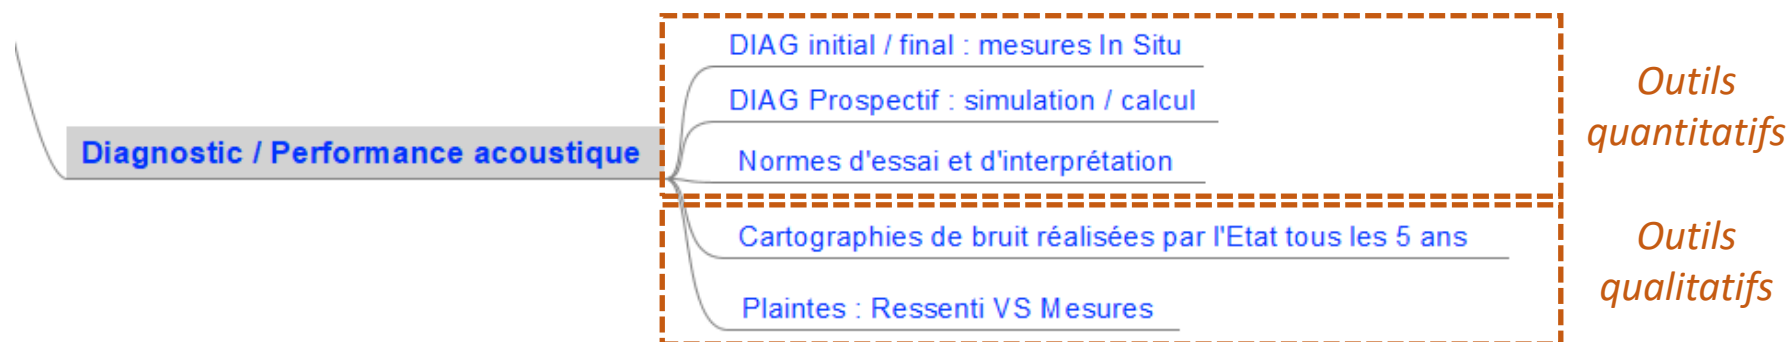 DIAG initial / final : mesures In Situ
DIAG Prospectif : simulation / calcul
Diagnostic / Performance acoustique
Normes d'essai et d'interprétation
Outils
quantitatifs
Cartographies de bruit réalisées par l'Etat tous les 5 ans
Plaintes : Ressenti VS Mesures
Outils
qualitatifs